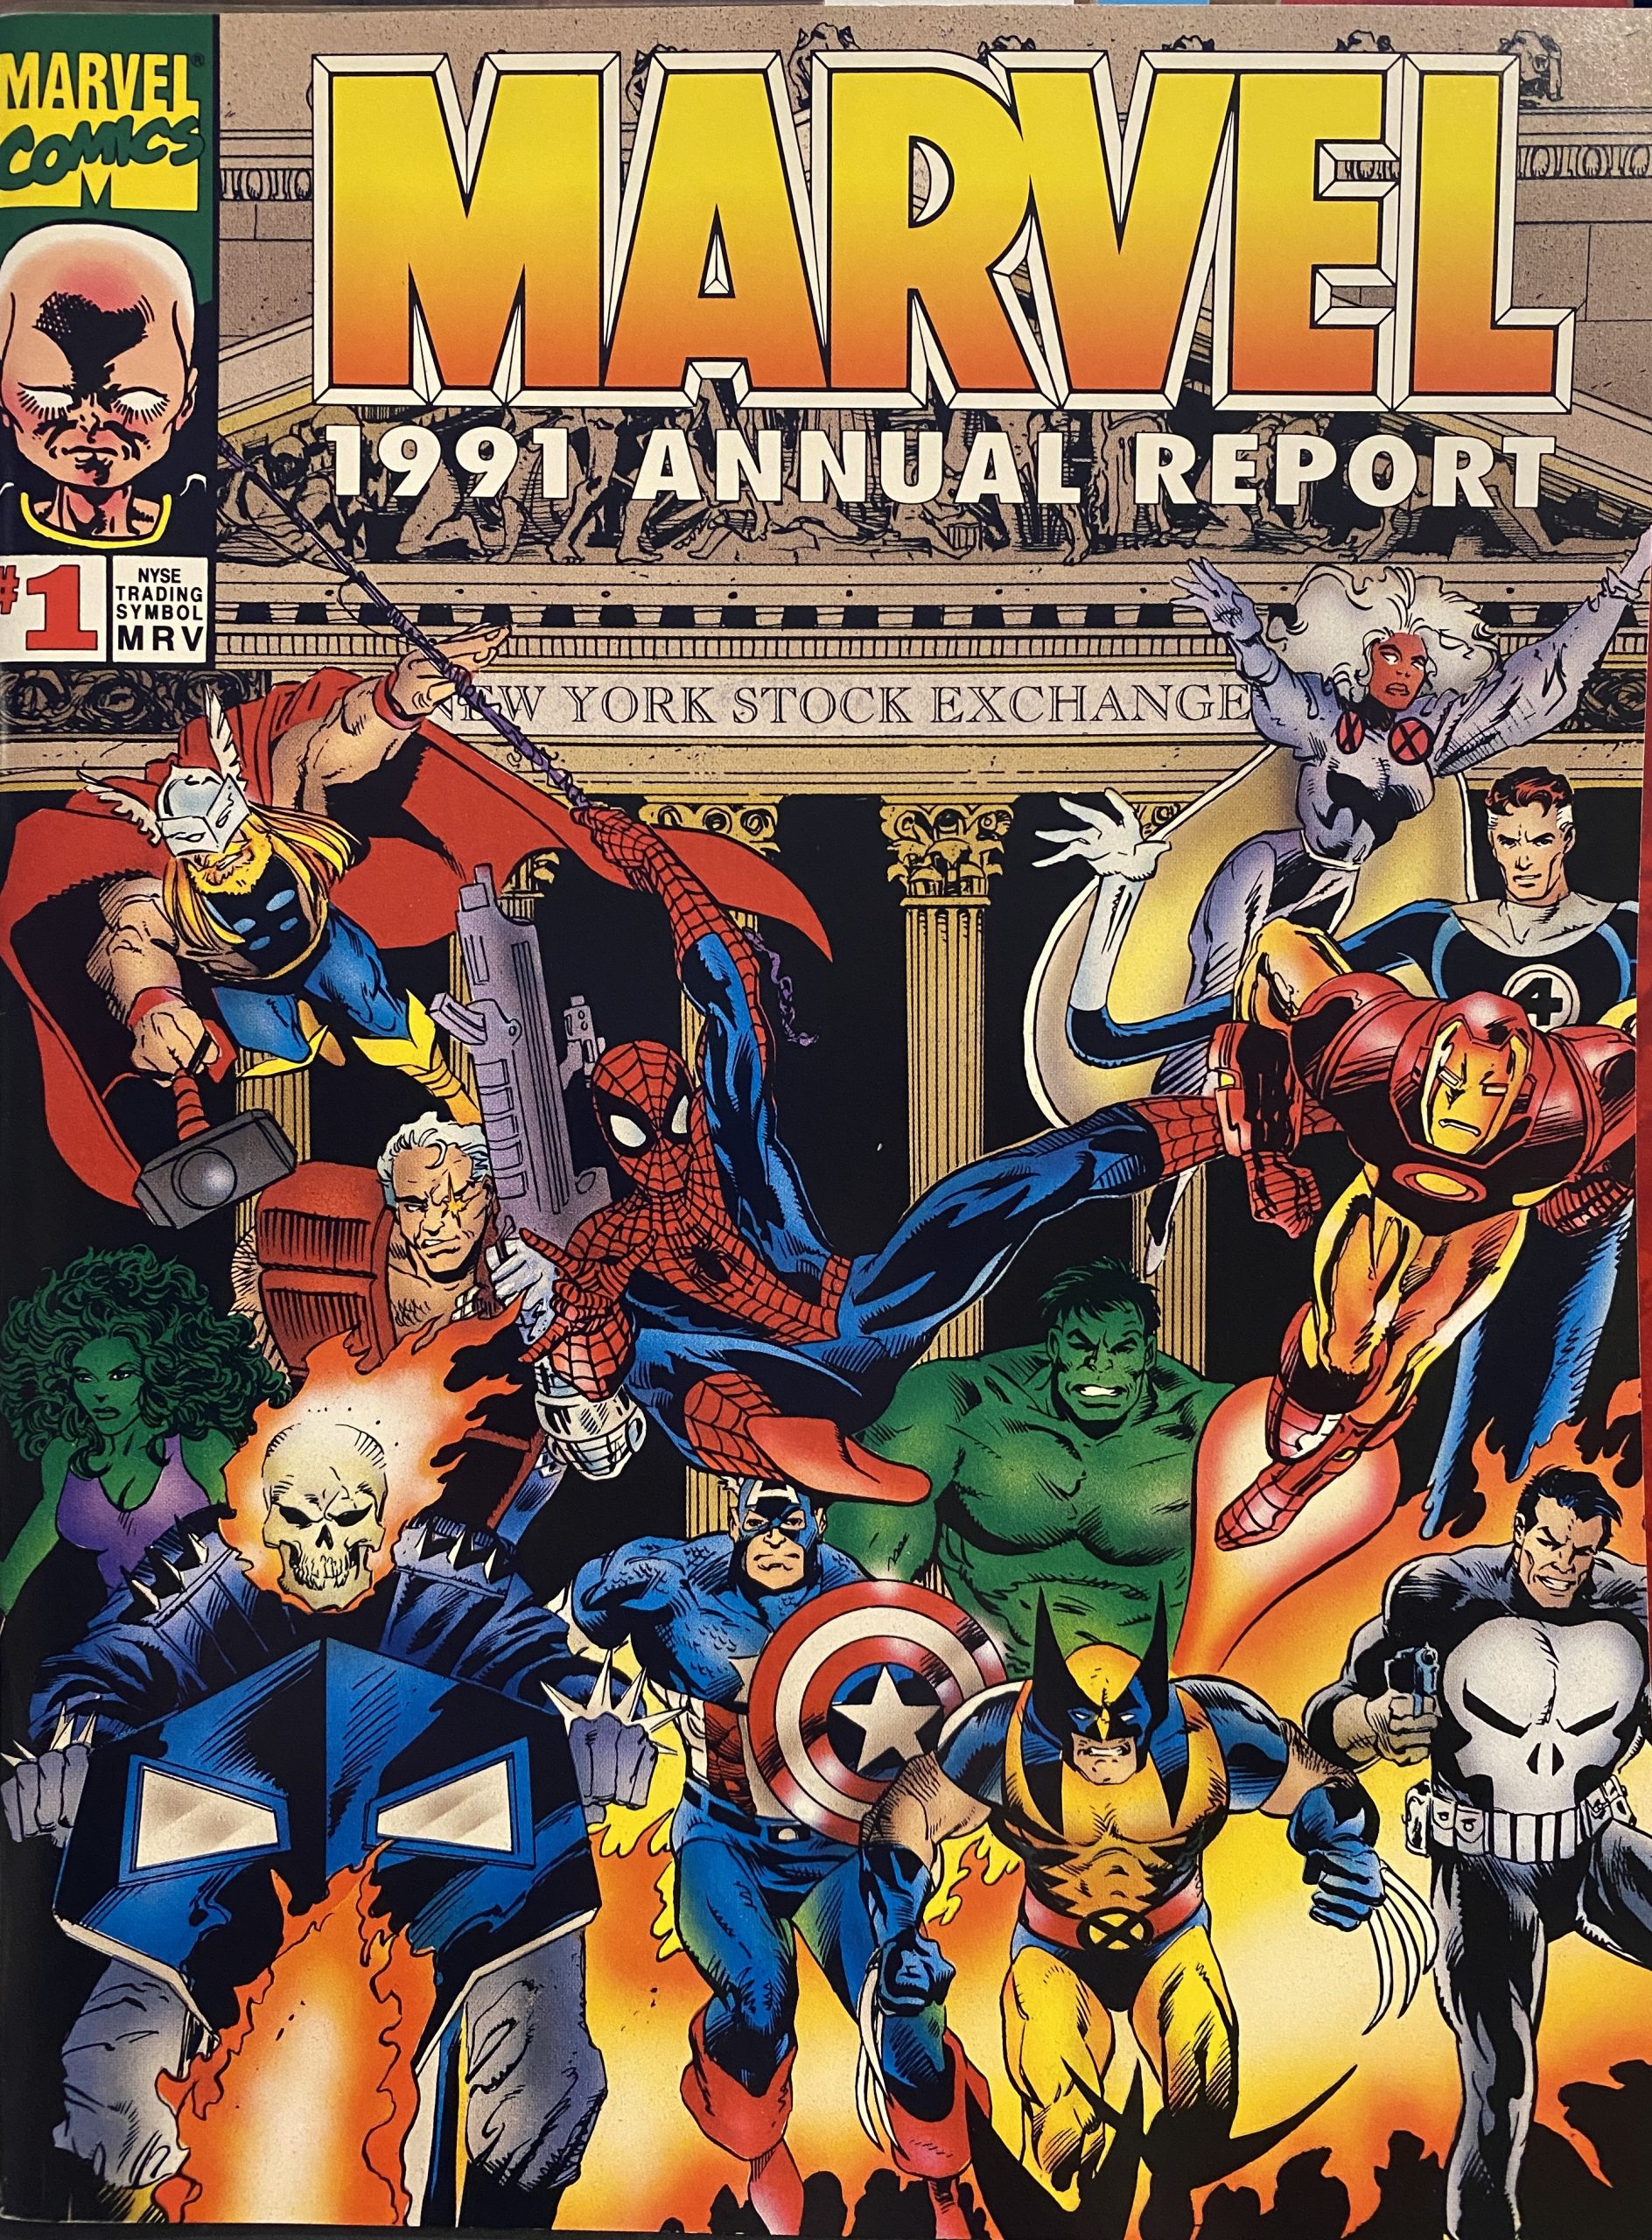 MARVEL®
COMICS
M
MARVEL
1991 ANNUAL REPORT
#1
NYSE
TRADING
SYMBOL
MRV
NEW YORK STOCK EXCHANGE
4